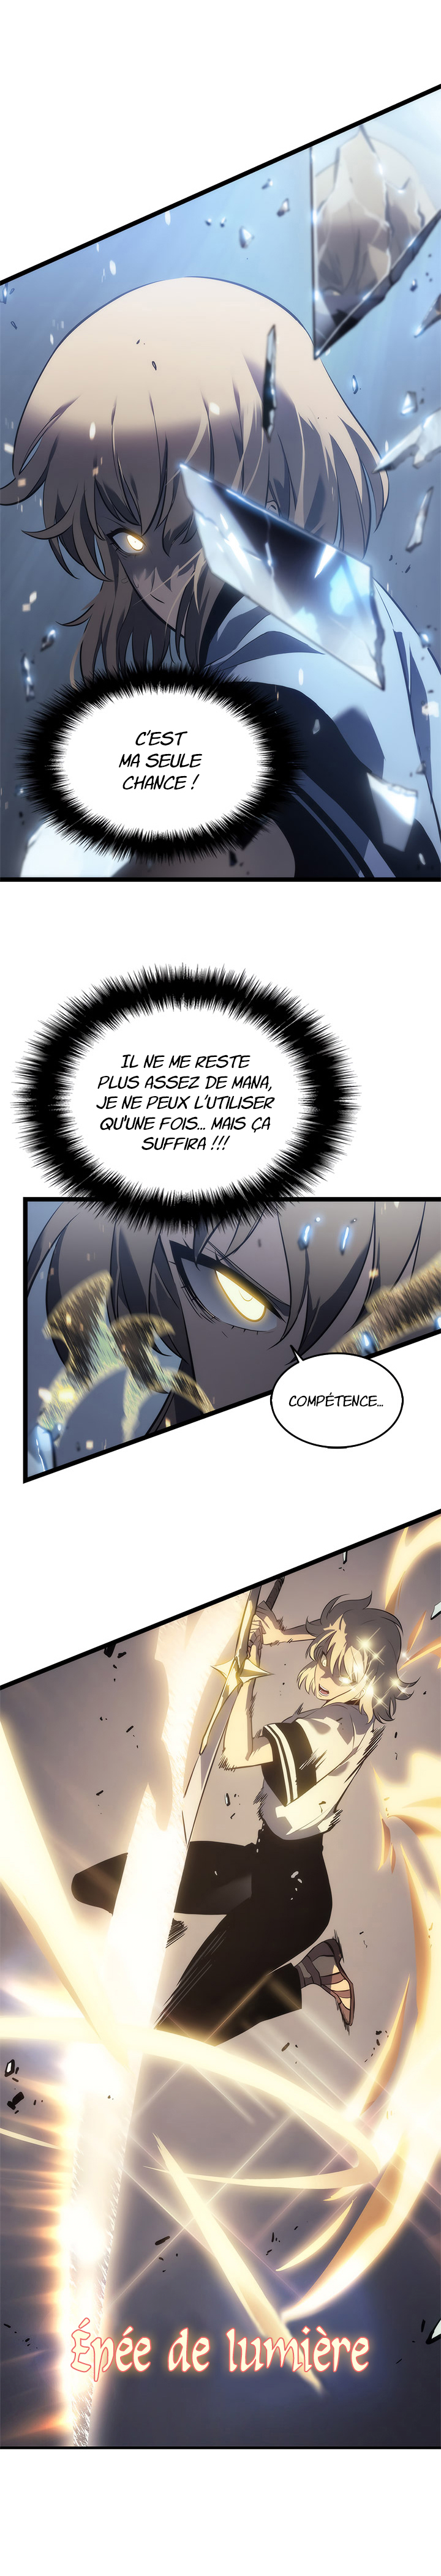 C'EST
MA SEULE
CHANCE !
IL NE ME RESTE
PLUS ASSEZ DE MANA,
JE NE PEUX L'UTILISER
QU'UNE FOIS... MAIS ÇA
SUFFIRA !!!
COMPÉTENCE...
Épée de lumière